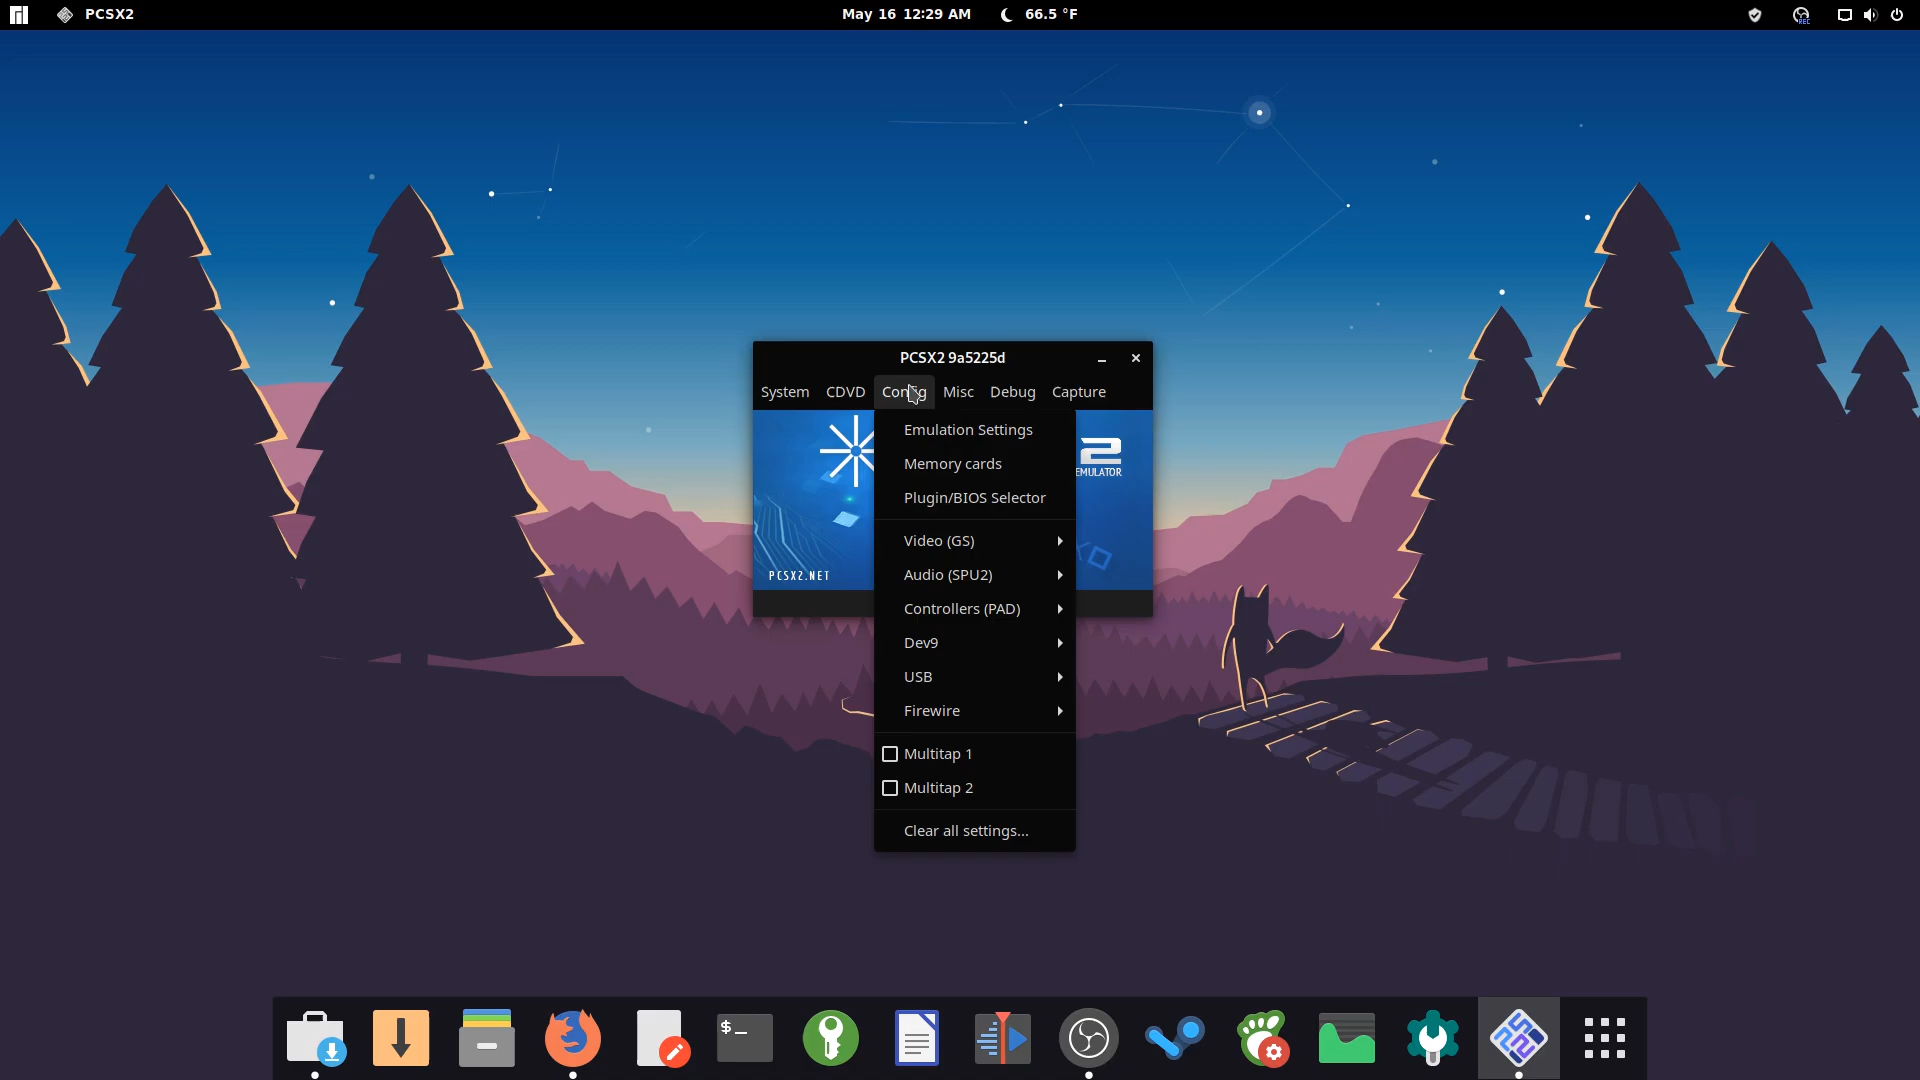 PCSX2
May 16 12:29 AM
66.5 °F
REC
PCSX2 9a5225d
System CDVD Config Misc Debug Capture
Emulation Settings
2
EMULATOR
Memory cards
Plugin/BIOS Selector
Video (GS)
Audio (SPU2)
PCSX2.NET
Controllers (PAD)
Dev9
USB
Firewire
Multitap 1
Multitap 2
Clear all settings...
$_